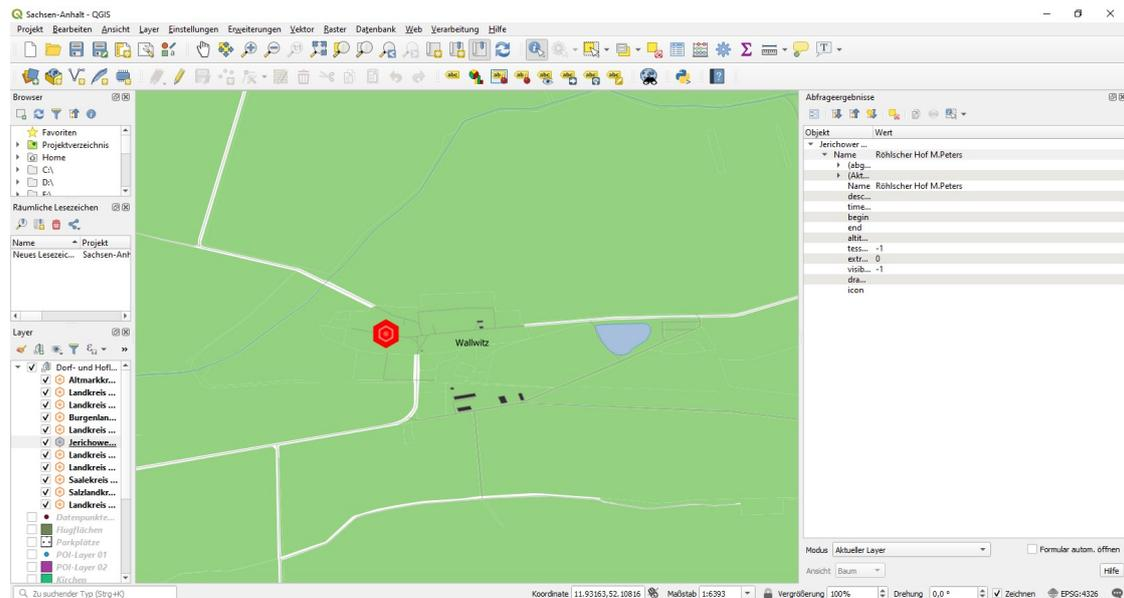 Sachsen-Anhalt - QGIS
Projekt Bearbeiten Ansicht Layer Einstellungen Erweiterungen Vektor Raster Datenbank Web Verarbeitung Hilfe
Browser
Favoriten
Projektverzeichnis
Home
C:\
D:\
Räumliche Lesezeichen
Name Projekt
Neues Lesezeic... Sachsen-Anh
Layer
Dorf- und Hofl...
Altmarkkr...
Landkreis ...
Landkreis ...
Burgenlan...
Landkreis ...
Jerichowe...
Landkreis ...
Landkreis ...
Saalekreis ...
Salzlandkr...
Landkreis ...
Datenpunkte...
Flugflächen
Parkplätze
POI-Layer 01
POI-Layer 02
Kirchen
Wallwitz
Abfrageergebnisse
Objekt Wert
Jerichower ...
Name Röhlscher Hof M.Peters
(abg...
(Akt...
Name Röhlscher Hof M.Peters
desc...
time...
begin
end
altit...
tess... -1
extr... 0
visib... -1
dra...
icon
Modus Aktueller Layer Formular autom. öffnen
Ansicht Baum Hilfe
Zu suchender Typ (Strg+K) Koordinate 11.93163,52.10816 Maßstab 1:6393 Vergrößerung 100% Drehung 0,0 ° Zeichnen EPSG:4326